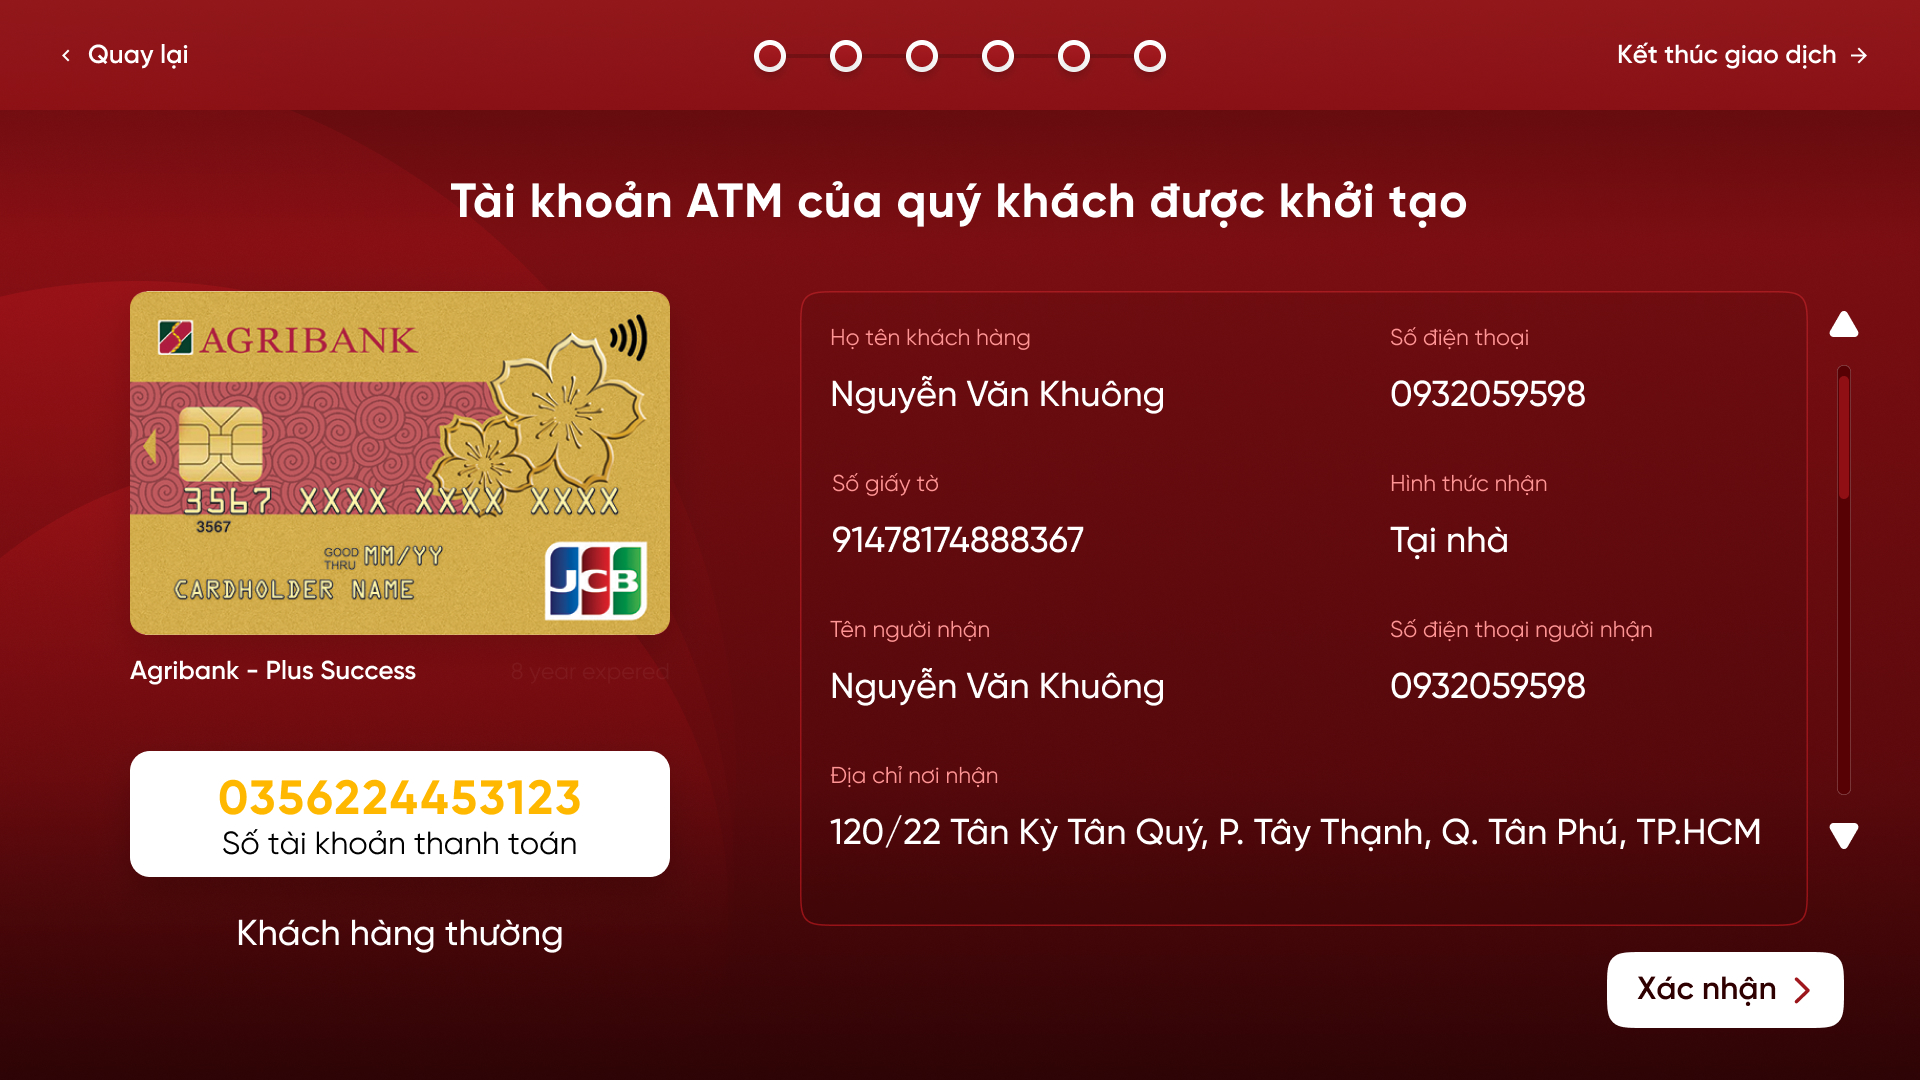 Quay lại
Kết thúc giao dịch
Tài khoản ATM của quý khách được khởi tạo
AGRIBANK
3567 XXXX XXXX XXXX
3567
GOOD THRU MM/YY
CARDHOLDER NAME
JCB
Agribank - Plus Success
8 year expered
0356224453123
Số tài khoản thanh toán
Khách hàng thường
Họ tên khách hàng
Nguyễn Văn Khuông
Số điện thoại
0932059598
Số giấy tờ
91478174888367
Hình thức nhận
Tại nhà
Tên người nhận
Nguyễn Văn Khuông
Số điện thoại người nhận
0932059598
Địa chỉ nơi nhận
120/22 Tân Kỳ Tân Quý, P. Tây Thạnh, Q. Tân Phú, TP.HCM
Xác nhận